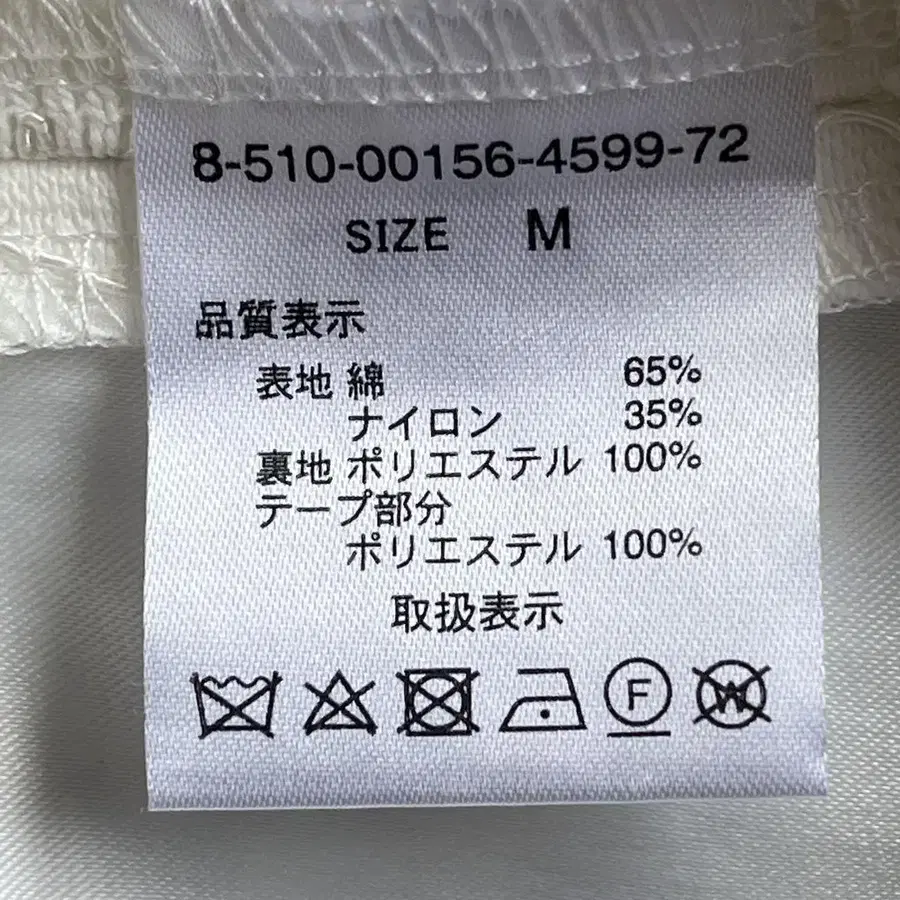 8-510-00156-4599-72
SIZE M
品質表示
表地 綿 65%
ナイロン 35%
裏地 ポリエステル 100%
テープ部分
ポリエステル 100%
取扱表示
F W